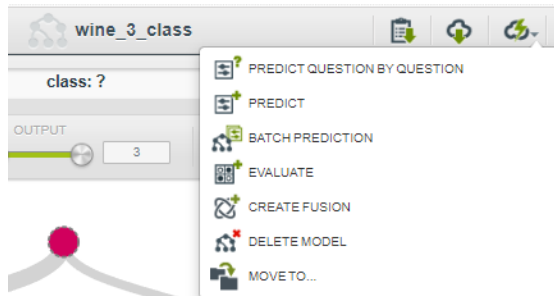 wine_3_class
class: ?
OUTPUT
3
PREDICT QUESTION BY QUESTION
PREDICT
BATCH PREDICTION
EVALUATE
CREATE FUSION
DELETE MODEL
MOVE TO...